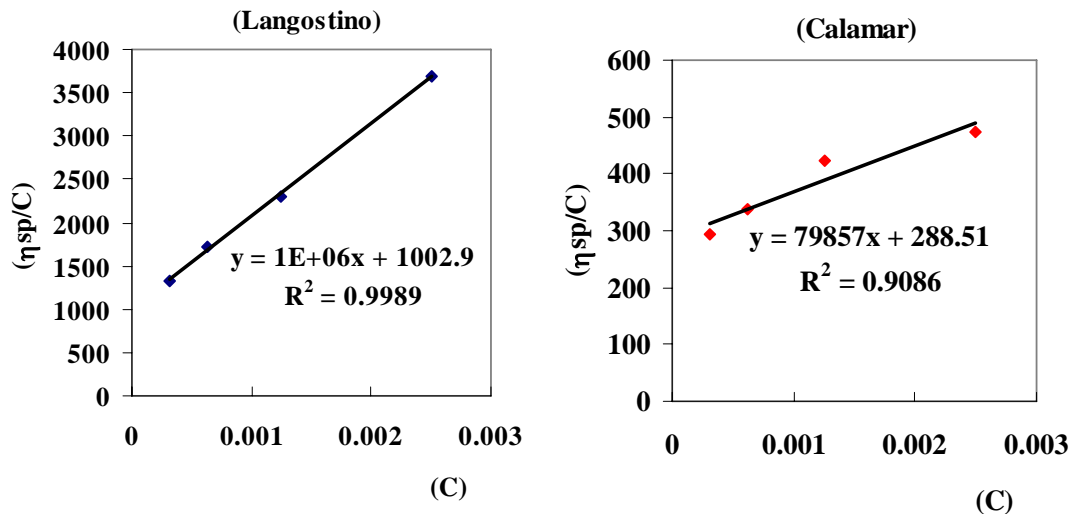 (Langostino)
4000
3500
3000
2500
2000
1500
1000
500
0
(ηsp/C)
y = 1E+06x + 1002.9
R² = 0.9989
0 0.001 0.002 0.003
(C)
(Calamar)
600
500
400
300
200
100
0
(ηsp/C)
y = 79857x + 288.51
R² = 0.9086
0 0.001 0.002 0.003
(C)